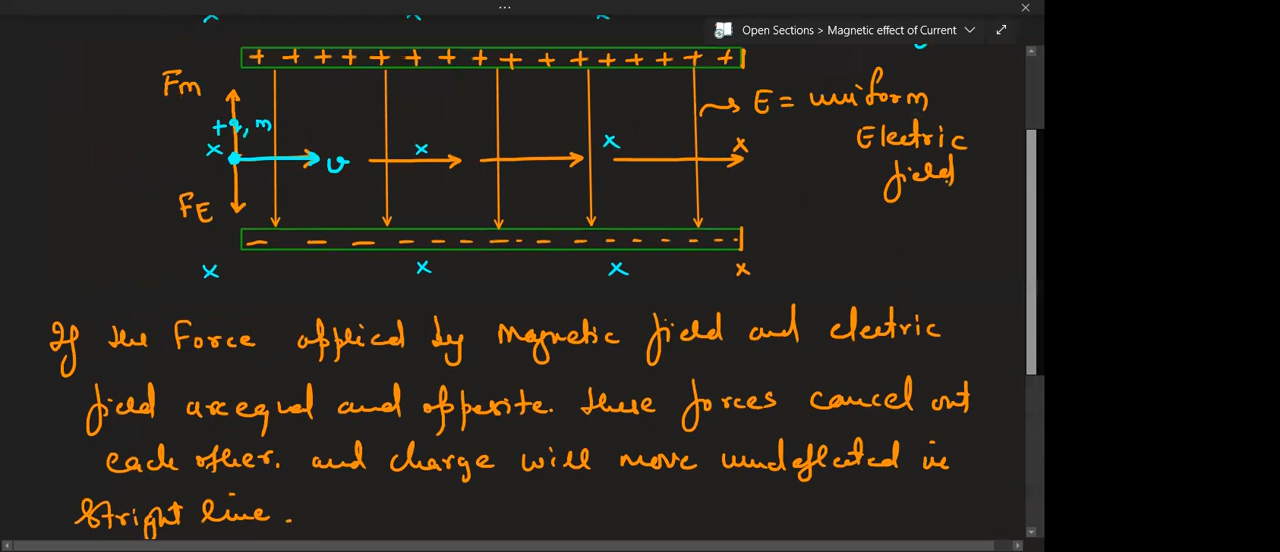 Open Sections > Magnetic effect of Current
+ + + + + + + + + + + + + + +
Fm
+q, m
v
FE
E = uniform
Electric
field
x x x x
- - - - - - - - - - - - - -
x x x x
If the Force applied by Magnetic field and electric
field are equal and opposite. these forces cancel out
each other. and charge will move undeflated in
Stright line.